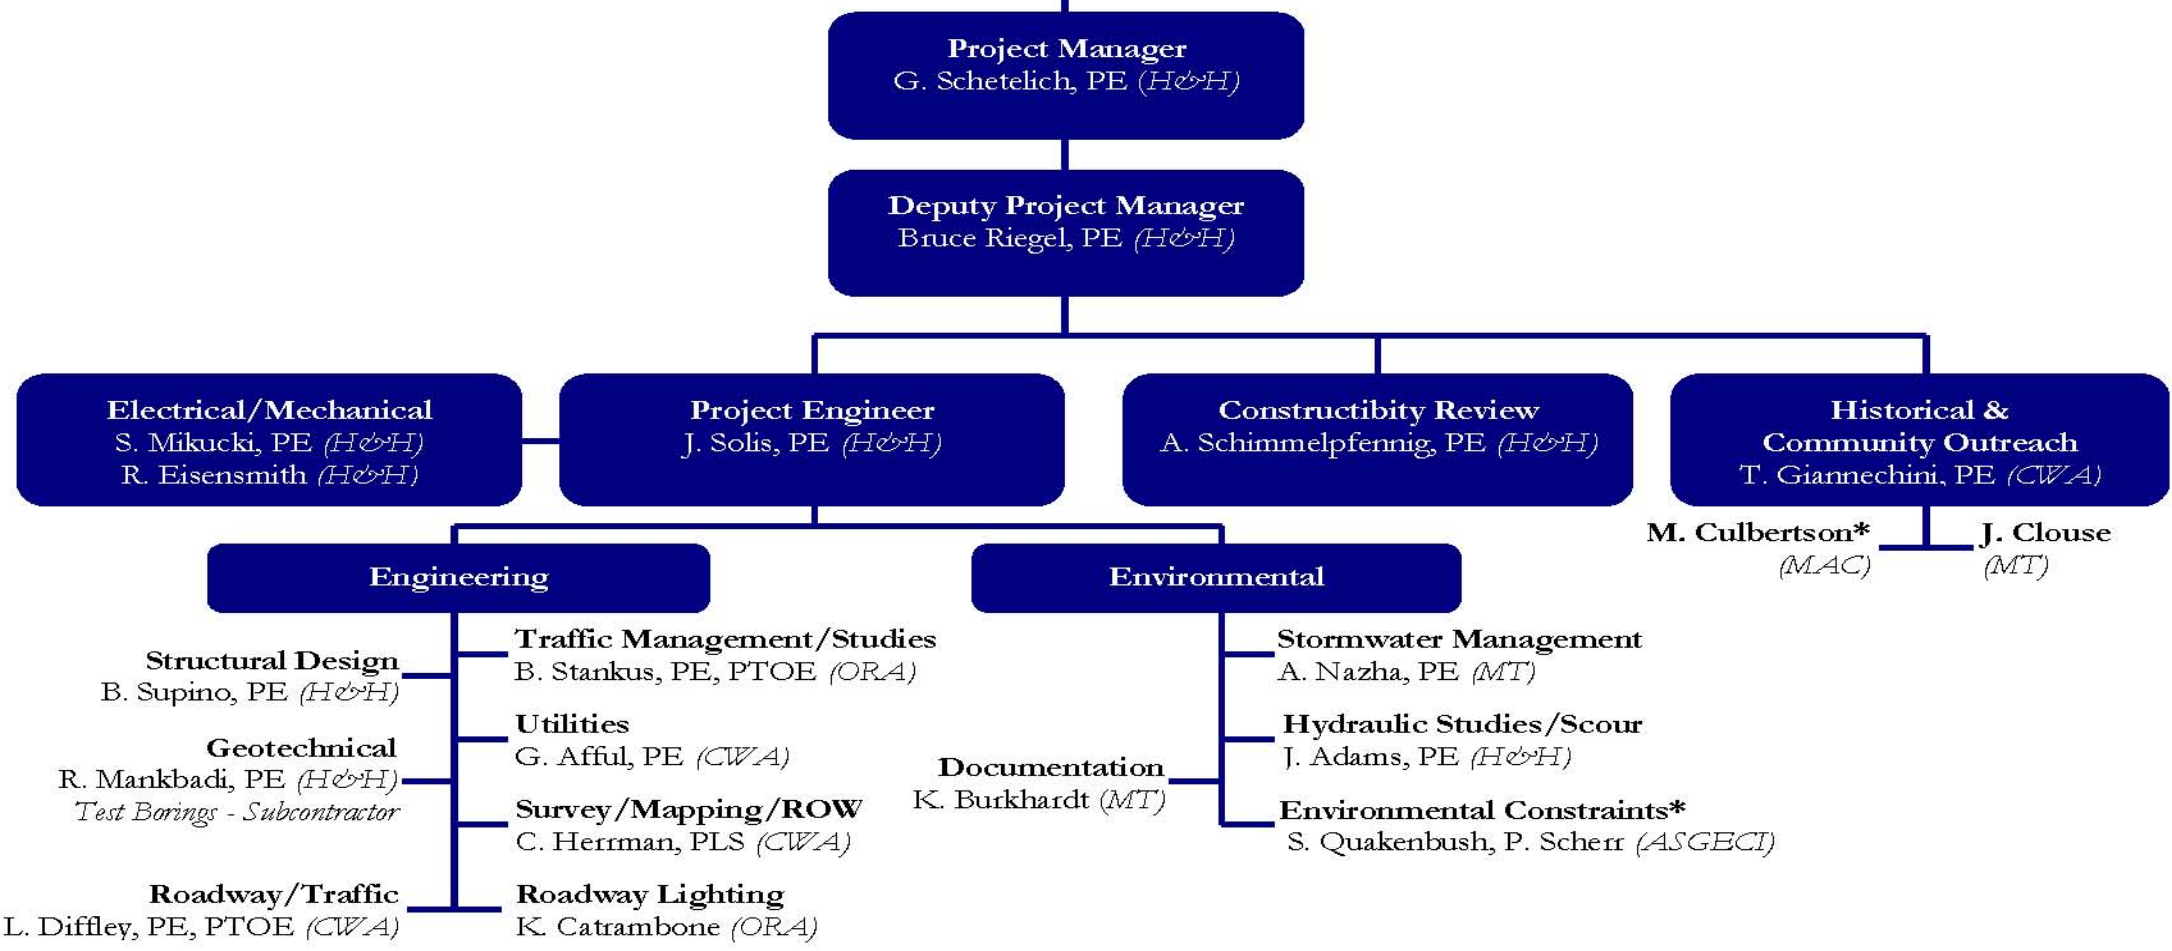 Project Manager
G. Schetelich, PE (H&H)
Deputy Project Manager
Bruce Riegel, PE (H&H)
Electrical/Mechanical
S. Mikucki, PE (H&H)
R. Eisensmith (H&H)
Project Engineer
J. Solis, PE (H&H)
Constructibity Review
A. Schimmelpfennig, PE (H&H)
Historical &
Community Outreach
T. Giannechini, PE (CWA)
M. Culbertson*
(MAC)
J. Clouse
(MT)
Engineering
Structural Design
B. Supino, PE (H&H)
Geotechnical
R. Mankbadi, PE (H&H)
Test Borings - Subcontractor
Roadway/Traffic
L. Diffley, PE, PTOE (CWA)
Traffic Management/Studies
B. Stankus, PE, PTOE (ORA)
Utilities
G. Afful, PE (CWA)
Survey/Mapping/ROW
C. Herrman, PLS (CWA)
Roadway Lighting
K. Catrambone (ORA)
Environmental
Documentation
K. Burkhardt (MT)
Stormwater Management
A. Nazha, PE (MT)
Hydraulic Studies/Scour
J. Adams, PE (H&H)
Environmental Constraints*
S. Quakenbush, P. Scherr (ASGECI)